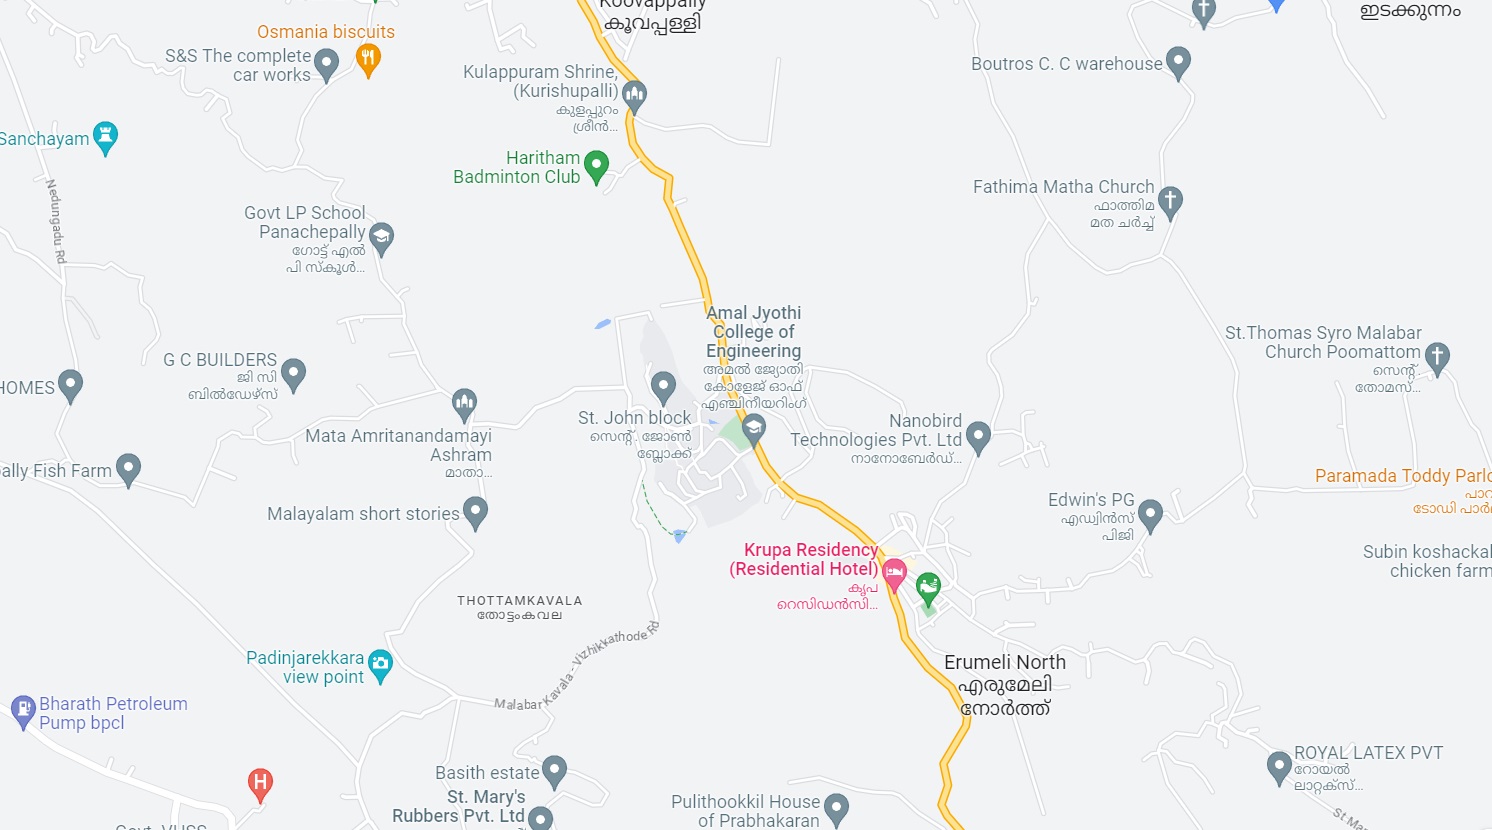 Koovappally
കൂവപ്പള്ളി
ഇടക്കുന്നം
Osmania biscuits
S&S The complete
car works
Kulappuram Shrine,
(Kurishupalli)
കുളപ്പുറം
ശ്രീൻ...
Boutros C. C warehouse
Sanchayam
Haritham
Badminton Club
Nedungadu Rd
Fathima Matha Church
ഫാത്തിമ
മത ചർച്ച്
Govt LP School
Panachepally
ഗോട്ട് എൽ
പി സ്കൂൾ...
Amal Jyothi
College of
Engineering
അമൽ ജ്യോതി
കോളേജ് ഓഫ്
എഞ്ചിനീയറിംഗ്
St.Thomas Syro Malabar
Church Poomattom
സെന്റ്.
തോമസ്...
G C BUILDERS
ജി സി
ബിൽഡേഴ്സ്
HOMES
St. John block
സെന്റ്. ജോൺ
ബ്ലോക്ക്
Nanobird
Technologies Pvt. Ltd
നാനോബേർഡ്...
Mata Amritanandamayi
Ashram
മാതാ...
ally Fish Farm
Paramada Toddy Parlo
പാറ
ടോഡി പാർല
Malayalam short stories
Edwin's PG
എഡ്വിൻസ്
പിജി
Krupa Residency
(Residential Hotel)
കൃപ
റെസിഡൻസി...
Subin koshackal
chicken farm
THOTTAMKAVALA
തോട്ടംകവല
Malabar Kavala - Vizhikkathode Rd
Padinjarekkara
view point
Erumeli North
എരുമേലി
നോർത്ത്
Bharath Petroleum
Pump bpcl
H
Basith estate
St. Mary's
Rubbers Pvt. Ltd
ROYAL LATEX PVT
റോയൽ
ലാറ്റക്സ്...
Pulithookkil House
of Prabhakaran
St Mar
Govt. VHSS